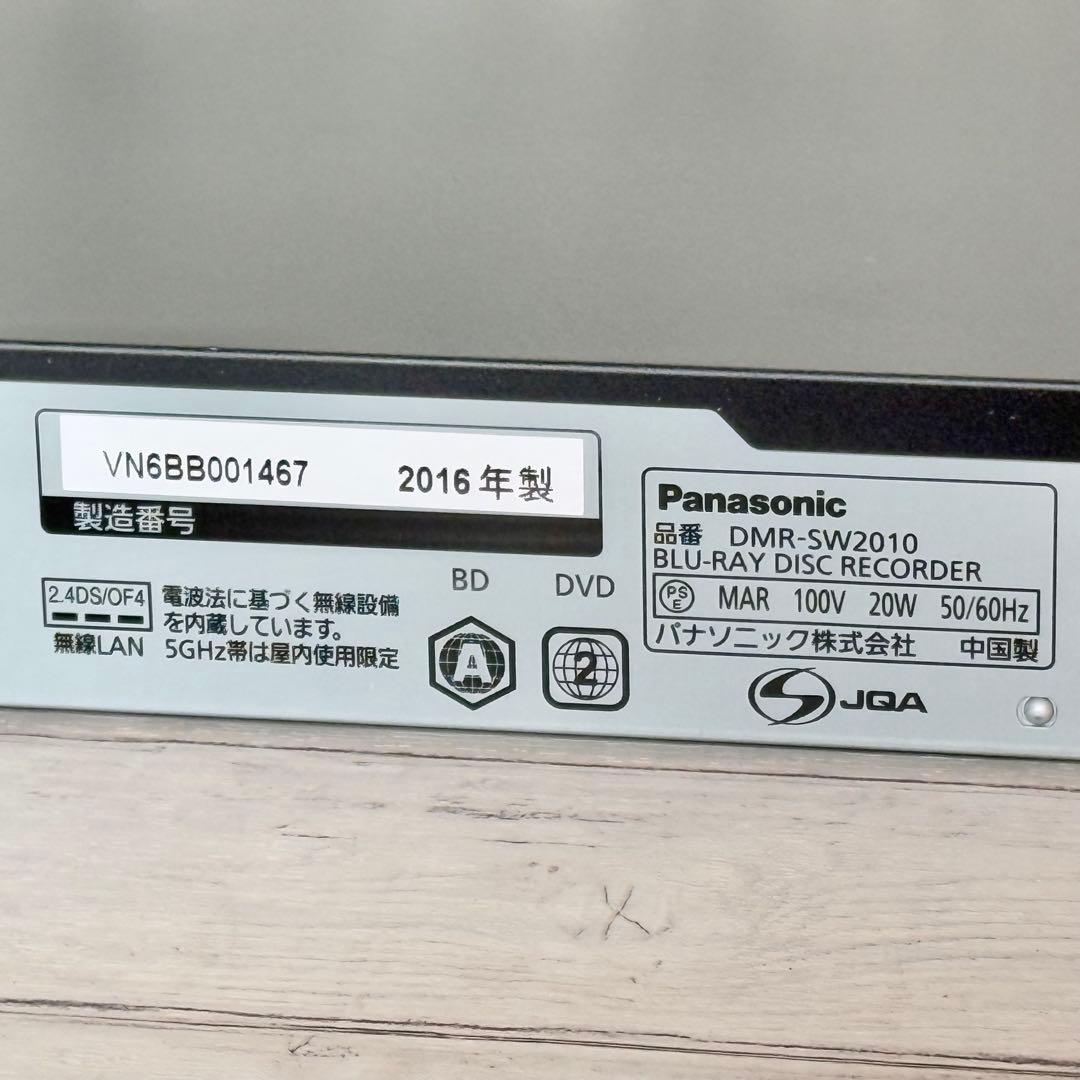 VN6BB001467 2016年製
製造番号
2.4DS/OF4
無線LAN
電波法に基づく無線設備
を内蔵しています。
5GHz帯は屋内使用限定
BD
A
DVD
2
Panasonic
品番 DMR-SW2010
BLU-RAY DISC RECORDER
PSE MAR 100V 20W 50/60Hz
パナソニック株式会社 中国製
JQA